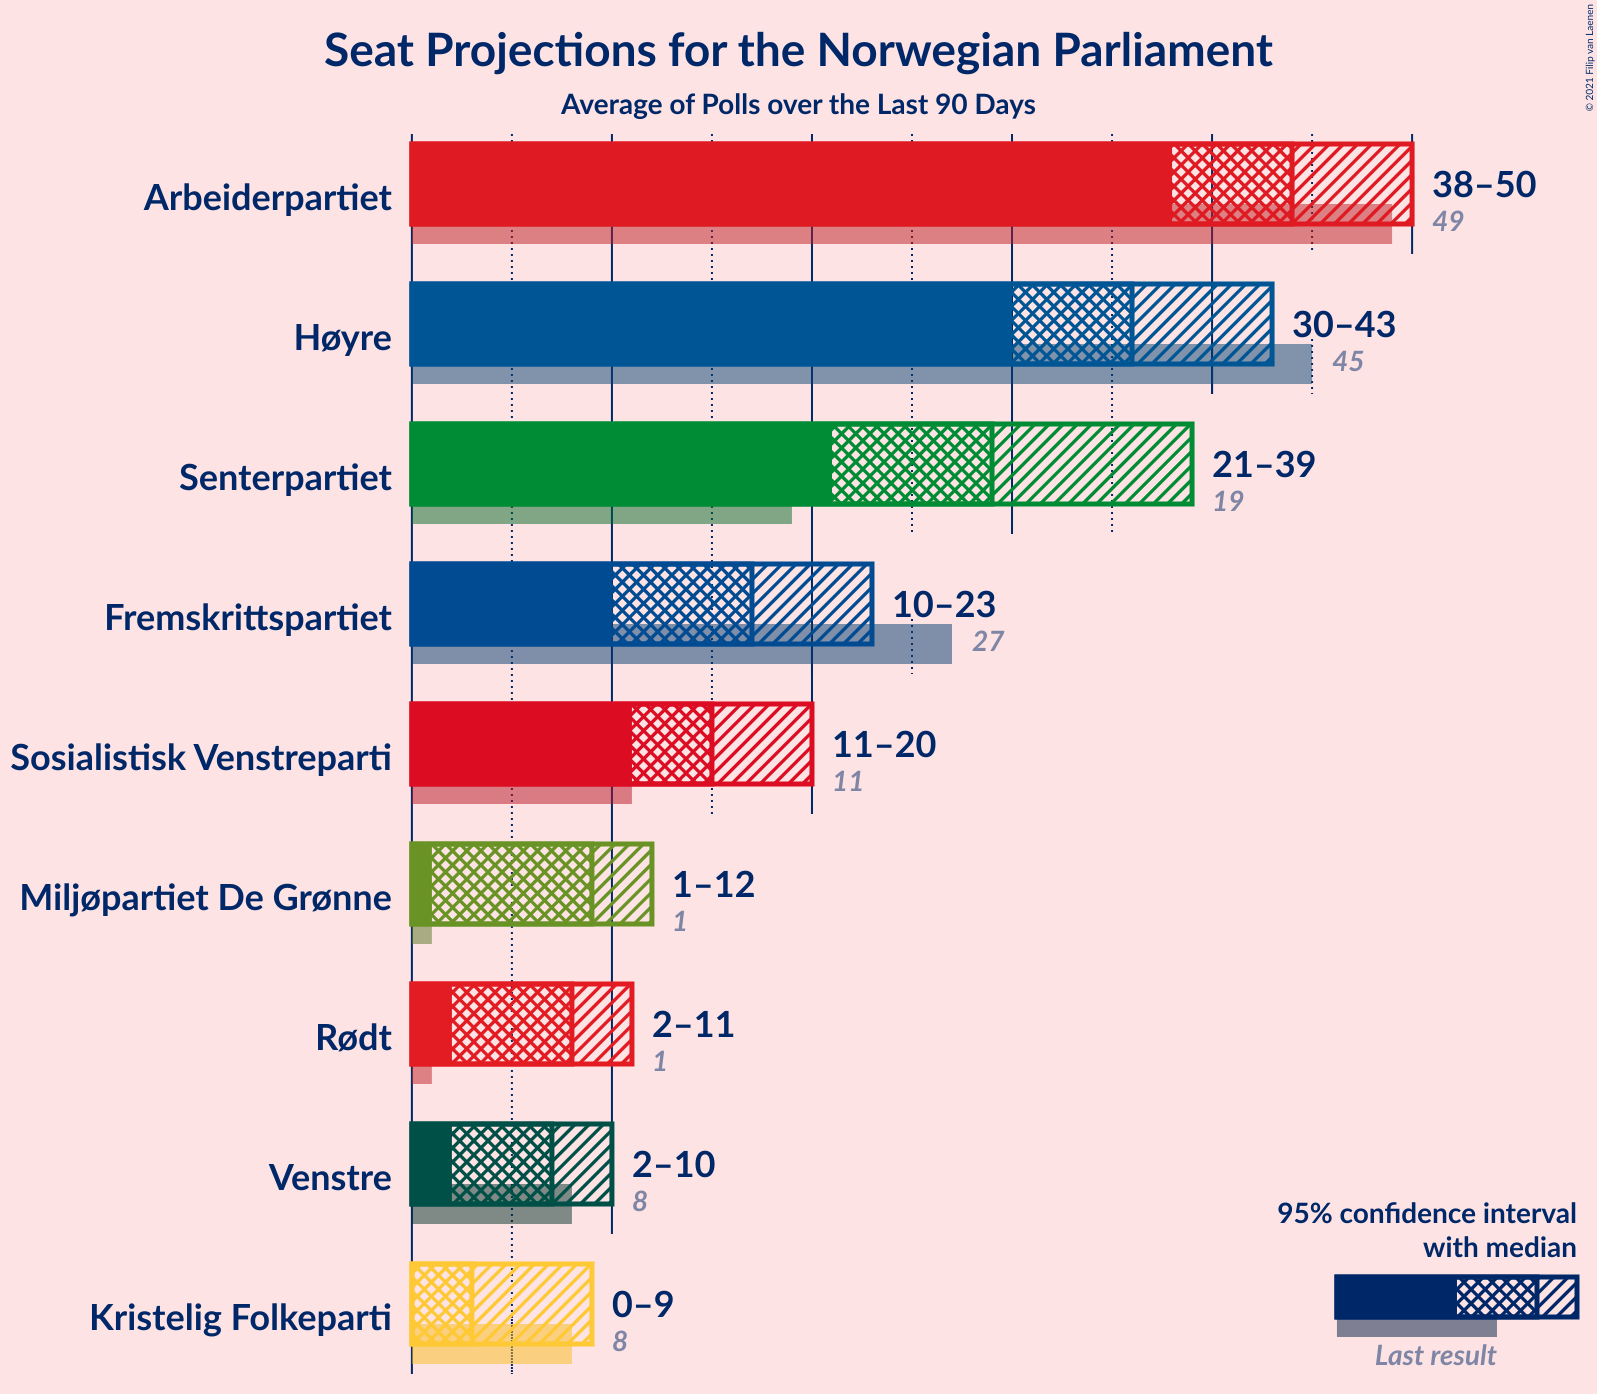 Seat Projections for the Norwegian Parliament
Average of Polls over the Last 90 Days
© 2021 Filip van Laenen
Arbeiderpartiet
38–50
49
Høyre
30–43
45
Senterpartiet
21–39
19
Fremskrittspartiet
10–23
27
Sosialistisk Venstreparti
11–20
11
Miljøpartiet De Grønne
1–12
1
Rødt
2–11
1
Venstre
2–10
8
Kristelig Folkeparti
0–9
8
95% confidence interval
with median
Last result